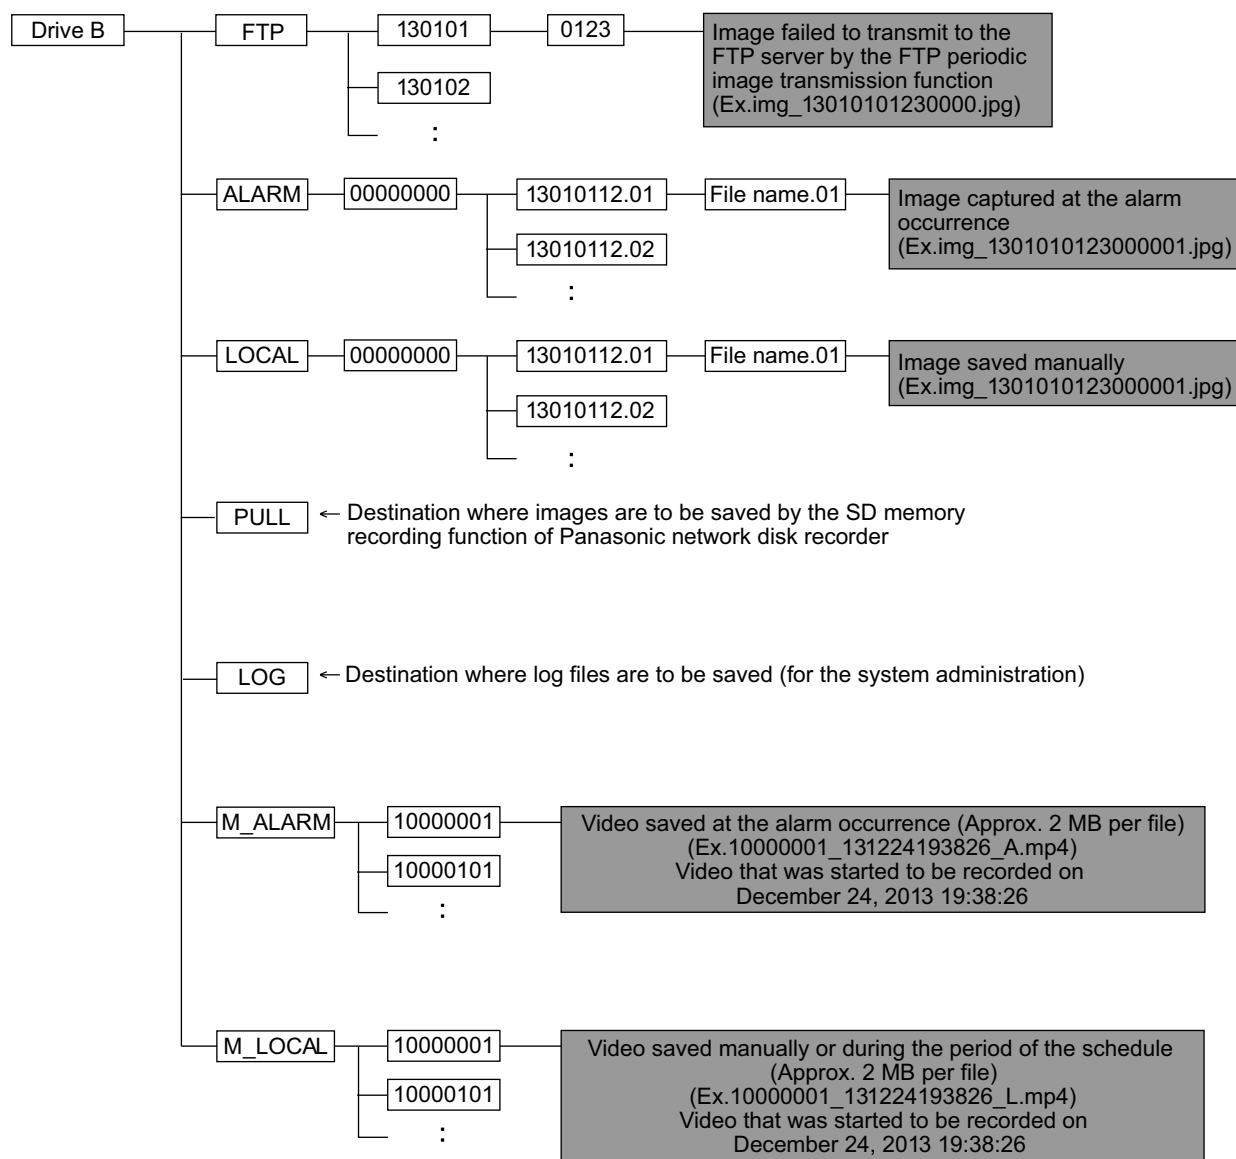 Drive B
FTP
130101
0123
Image failed to transmit to the
FTP server by the FTP periodic
image transmission function
(Ex.img_13010101230000.jpg)
130102
:
ALARM
00000000
13010112.01
File name.01
Image captured at the alarm
occurrence
(Ex.img_1301010123000001.jpg)
13010112.02
:
LOCAL
00000000
13010112.01
File name.01
Image saved manually
(Ex.img_1301010123000001.jpg)
13010112.02
:
PULL
← Destination where images are to be saved by the SD memory
recording function of Panasonic network disk recorder
LOG
← Destination where log files are to be saved (for the system administration)
M_ALARM
10000001
Video saved at the alarm occurrence (Approx. 2 MB per file)
(Ex.10000001_131224193826_A.mp4)
Video that was started to be recorded on
December 24, 2013 19:38:26
10000101
:
M_LOCAL
10000001
Video saved manually or during the period of the schedule
(Approx. 2 MB per file)
(Ex.10000001_131224193826_L.mp4)
Video that was started to be recorded on
December 24, 2013 19:38:26
10000101
: